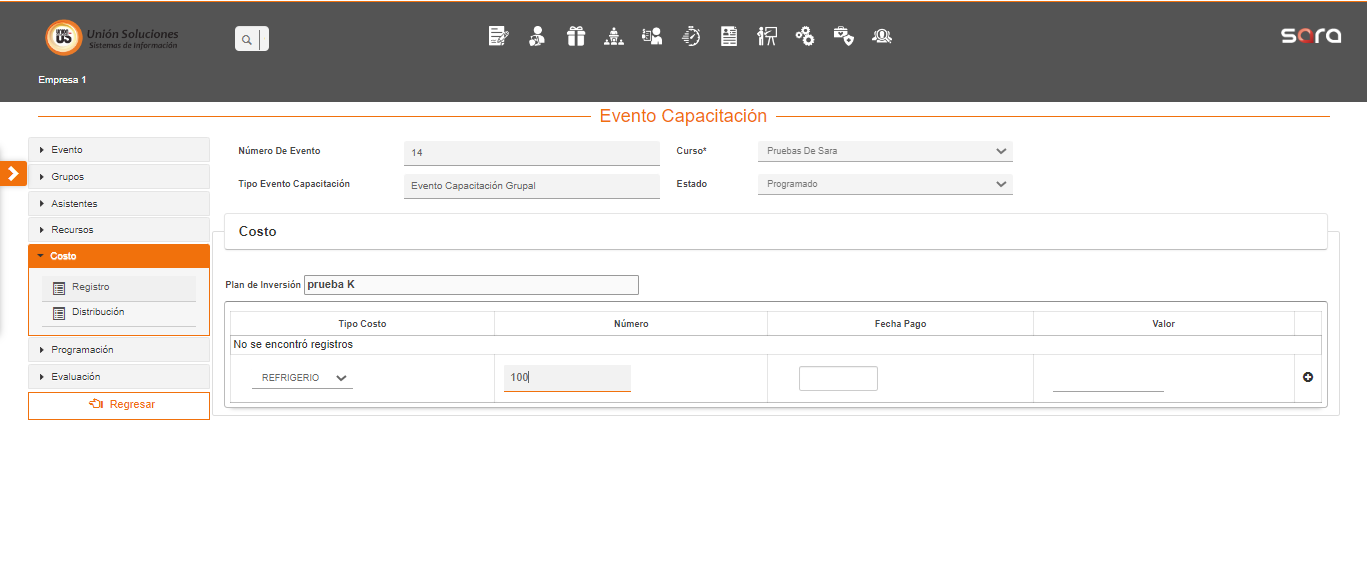 Unión Soluciones
Sistemas de Información
sara
Empresa 1
Evento Capacitación
Evento
Grupos
Asistentes
Recursos
Costo
Registro
Distribución
Programación
Evaluación
Regresar
Número De Evento
14
Curso*
Pruebas De Sara
Tipo Evento Capacitación
Evento Capacitación Grupal
Estado
Programado
Costo
Plan de Inversión prueba K
Tipo Costo Número Fecha Pago Valor
No se encontró registros
REFRIGERIO 100